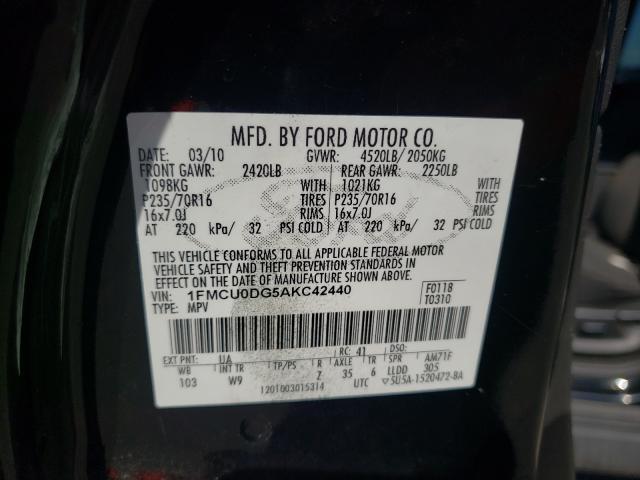 MFD. BY FORD MOTOR CO.
DATE: 03/10 GVWR: 4520LB/ 2050KG
FRONT GAWR: 2420LB REAR GAWR: 2250LB
1098KG WITH 1021KG WITH
P235/70R16 TIRES P235/70R16 TIRES
16x7.0J RIMS 16x7.0J RIMS
AT 220 kPa/ 32 PSI COLD AT 220 kPa/ 32 PSI COLD
THIS VEHICLE CONFORMS TO ALL APPLICABLE FEDERAL MOTOR
VEHICLE SAFETY AND THEFT PREVENTION STANDARDS IN
EFFECT ON THE DATE OF MANUFACTURE SHOWN ABOVE.
VIN: 1FMCU0DG5AKC42440 F0118
TYPE: MPV T0310
EXT PNT: UA RC: 41 DSO:
WB INT TR TP/PS R AXLE TR SPR AM71F
103 W9 7 35 6 LLDD 305
1201003015314 UTC ▽5U5A-1520472-BA
Ford